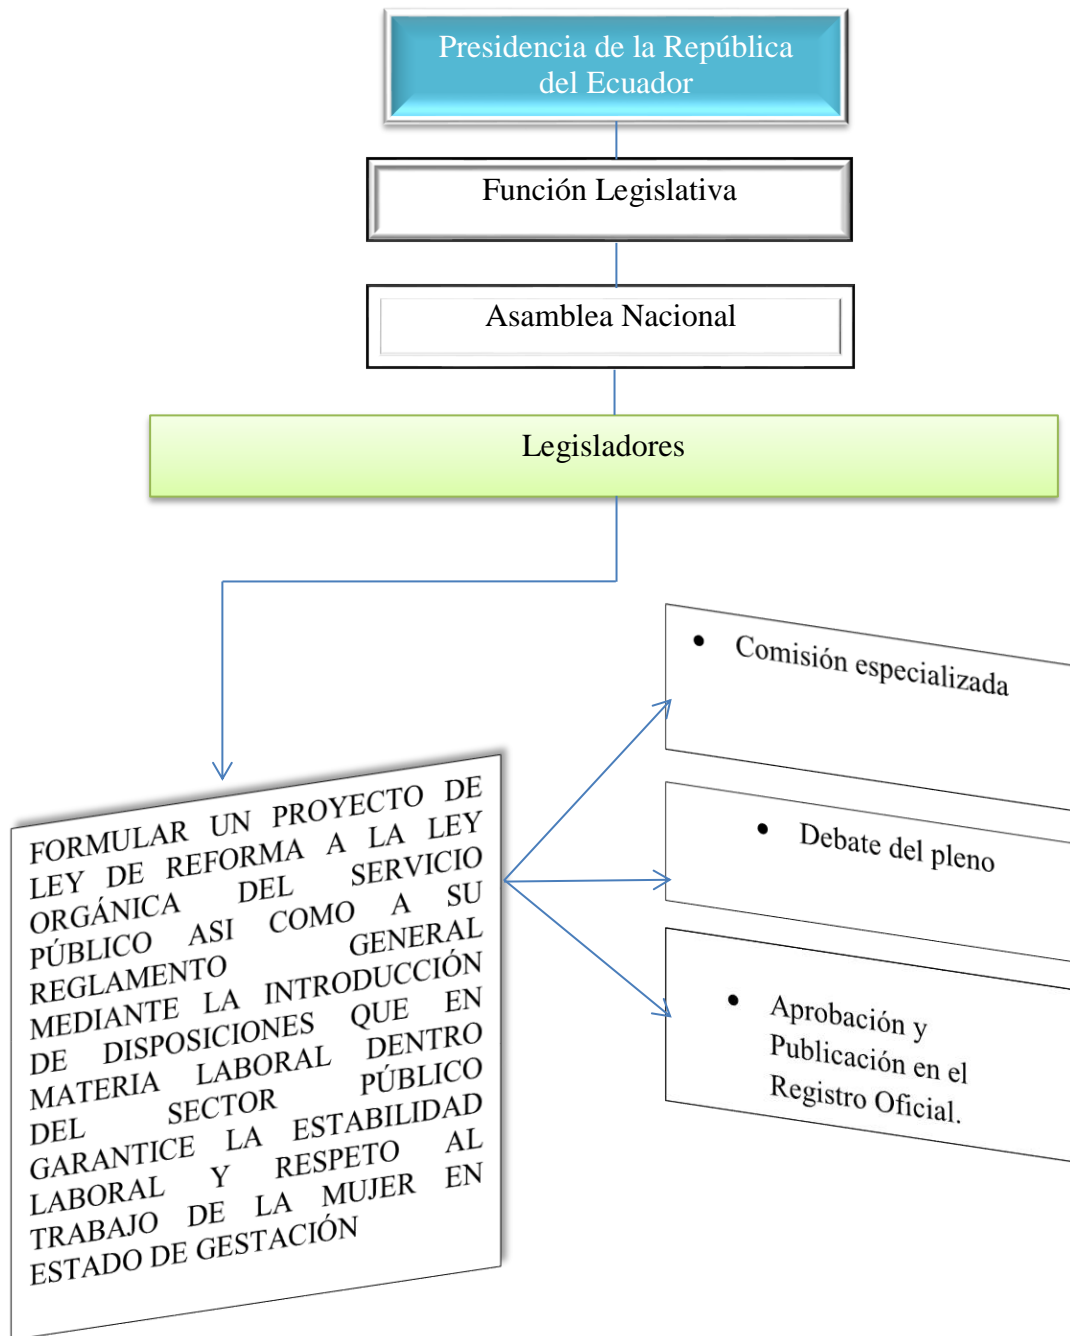 Presidencia de la República
del Ecuador
Función Legislativa
Asamblea Nacional
Legisladores
FORMULAR UN PROYECTO DE
LEY DE REFORMA A LA LEY
ORGÁNICA DEL SERVICIO
PÚBLICO ASI COMO A SU
REGLAMENTO GENERAL
MEDIANTE LA INTRODUCCIÓN
DE DISPOSICIONES QUE EN
MATERIA LABORAL DENTRO
DEL SECTOR PÚBLICO
GARANTICE LA ESTABILIDAD
LABORAL Y RESPETO AL
TRABAJO DE LA MUJER EN
ESTADO DE GESTACIÓN
• Comisión especializada
• Debate del pleno
• Aprobación y
Publicación en el
Registro Oficial.